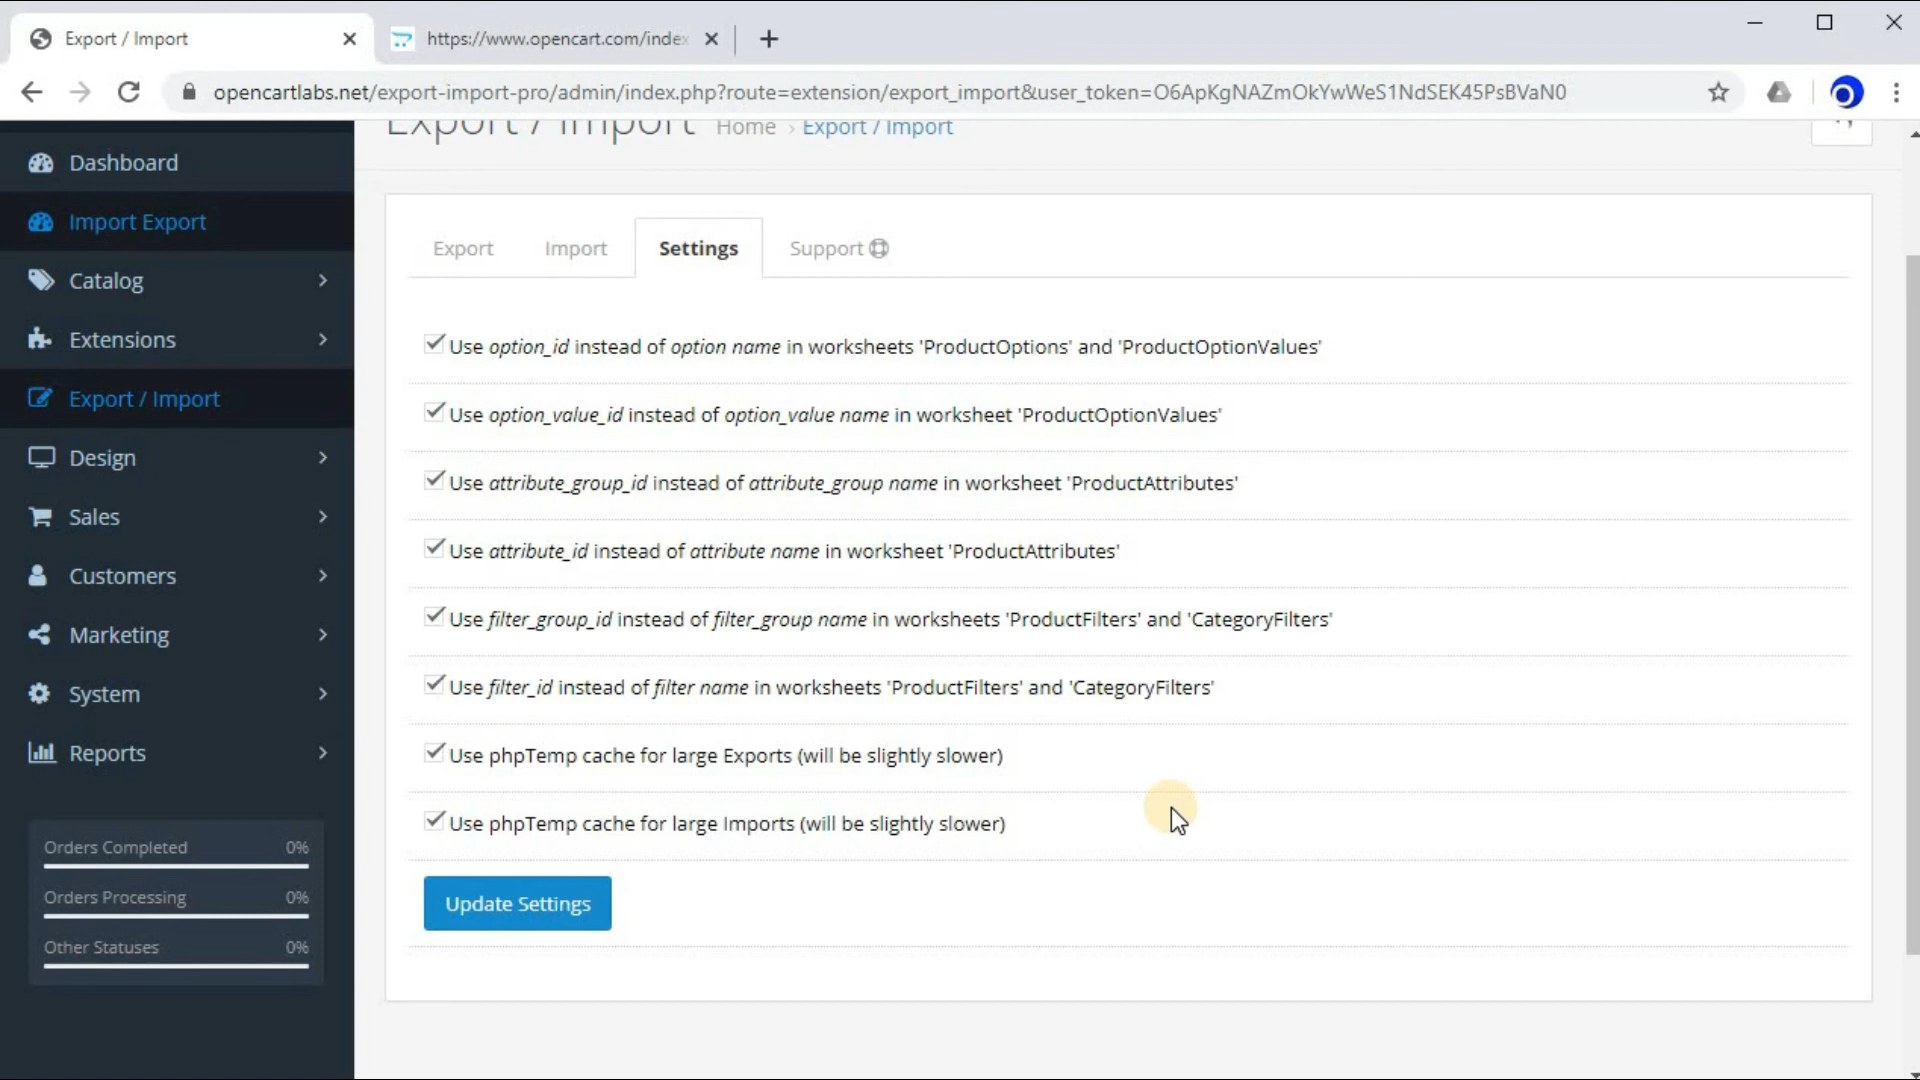 Export / Import
https://www.opencart.com/index
opencartlabs.net/export-import-pro/admin/index.php?route=extension/export_import&user_token=O6ApKgNAZmOkYwWeS1NdSEK45PsBVaN0
Export / Import Home › Export / Import
Dashboard
Import Export
Catalog
Extensions
Export / Import
Design
Sales
Customers
Marketing
System
Reports
Orders Completed 0%
Orders Processing 0%
Other Statuses 0%
Export Import Settings Support
Use option_id instead of option name in worksheets 'ProductOptions' and 'ProductOptionValues'
Use option_value_id instead of option_value name in worksheet 'ProductOptionValues'
Use attribute_group_id instead of attribute_group name in worksheet 'ProductAttributes'
Use attribute_id instead of attribute name in worksheet 'ProductAttributes'
Use filter_group_id instead of filter_group name in worksheets 'ProductFilters' and 'CategoryFilters'
Use filter_id instead of filter name in worksheets 'ProductFilters' and 'CategoryFilters'
Use phpTemp cache for large Exports (will be slightly slower)
Use phpTemp cache for large Imports (will be slightly slower)
Update Settings